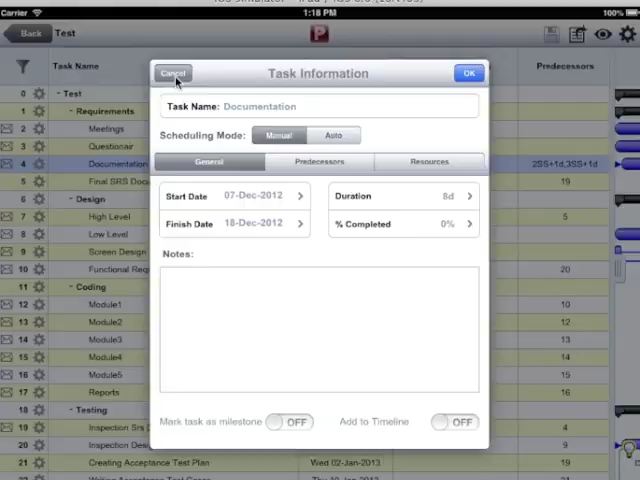 Carrier 1:18 PM 100%
Back Test
Task Name Predecessors
0 - Test
1 - Requirements
2 Meetings
3 Questionair
4 Documentation 2SS+1d,3SS+1d
5 Final SRS Doc 19
6 - Design
7 High Level 5
8 Low Level
9 Screen Design
10 Functional Req 20
11 - Coding
12 Module1 10
13 Module2 12
14 Module3 13
15 Module4 14
16 Module5 15
17 Reports 16
18 - Testing
19 Inspection Srs D 4
20 Inspection Des 9
21 Creating Acceptance Test Plan Wed 02-Jan-2013 19
Cancel Task Information OK
Task Name: Documentation
Scheduling Mode: Manual Auto
General Predecessors Resources
Start Date 07-Dec-2012 Duration 8d
Finish Date 18-Dec-2012 % Completed 0%
Notes:
Mark task as milestone OFF Add to Timeline OFF